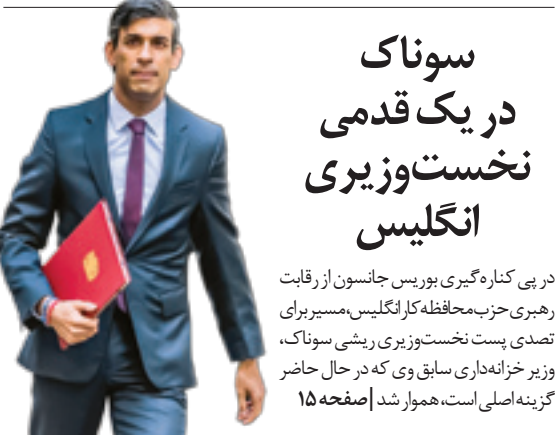 سوناک
در یک قدمی
نخست‌وزیری
انگلیس
در پی کناره‌گیری بوریس جانسون از رقابت
رهبری حزب محافظه‌کار انگلیس، مسیر برای
تصدی پست نخست‌وزیری ریشی سوناک،
وزیر خزانه‌داری سابق وی که در حال حاضر
گزینه اصلی است، هموار شد | صفحه ۱۵